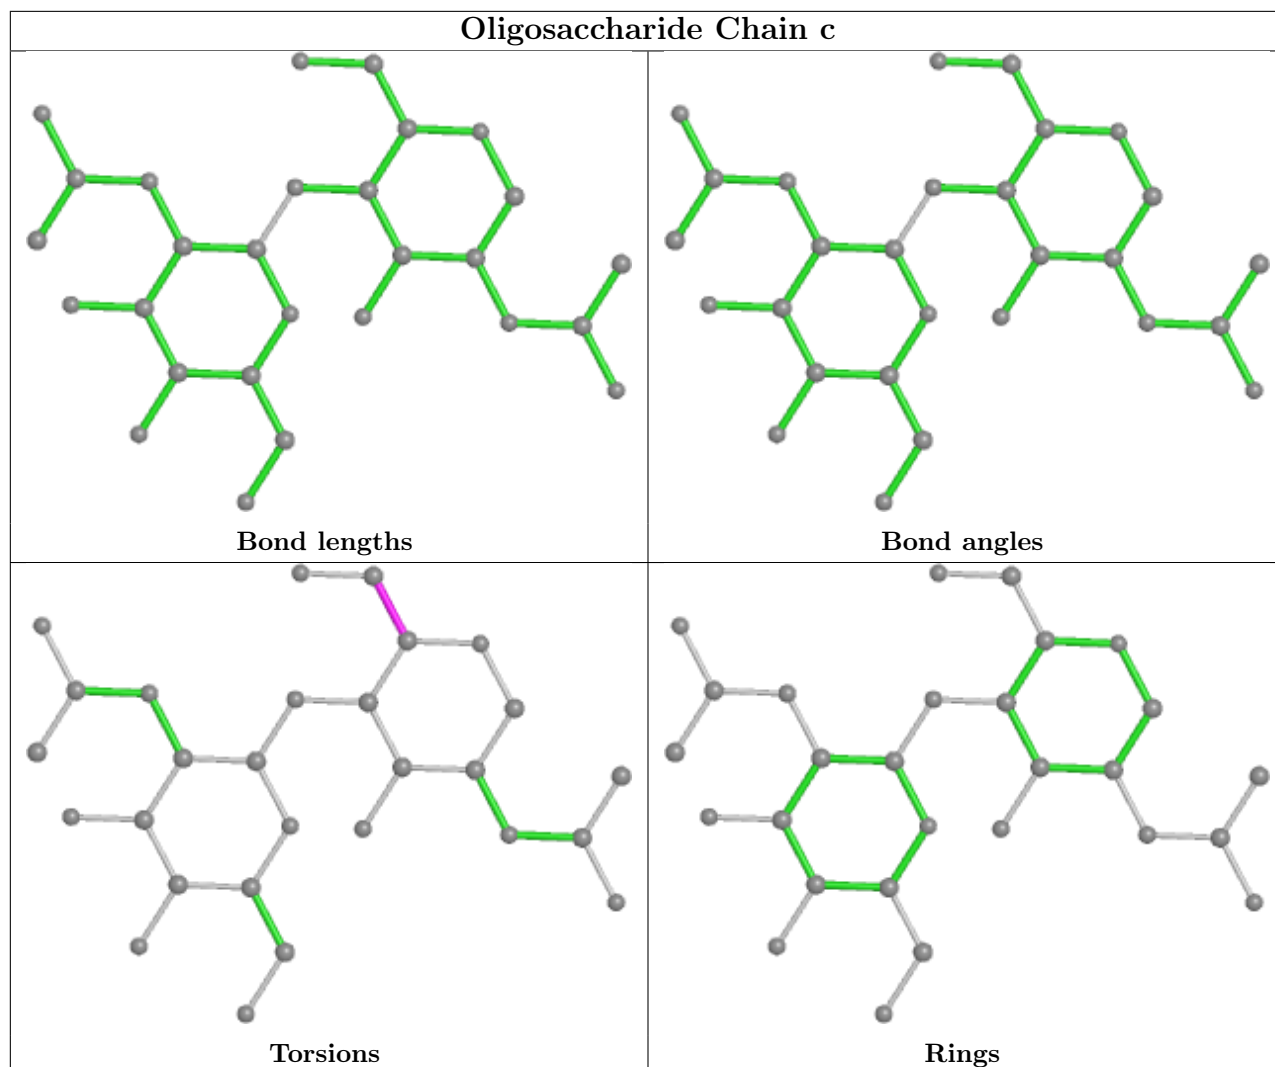 Oligosaccharide Chain c
Bond lengths
Bond angles
Torsions
Rings